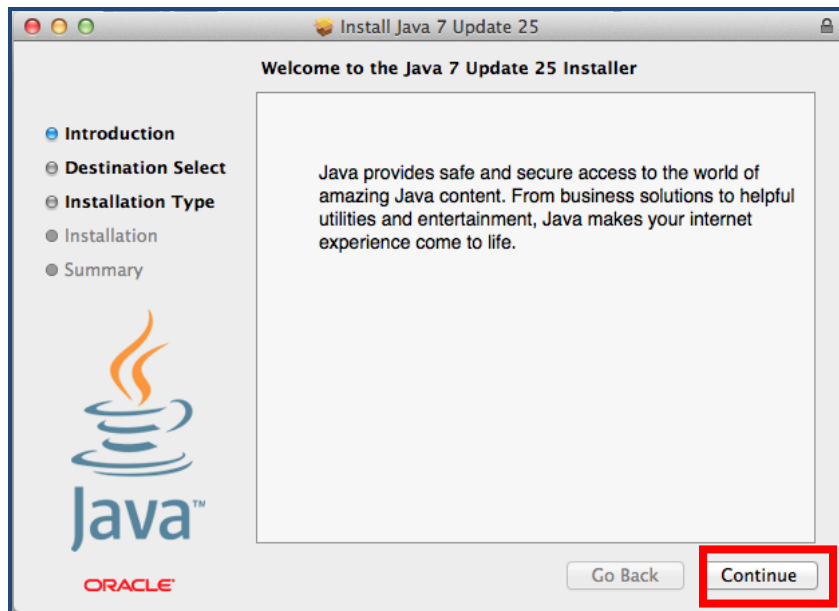 Install Java 7 Update 25
Welcome to the Java 7 Update 25 Installer
Introduction
Destination Select
Installation Type
Installation
Summary
Java provides safe and secure access to the world of
amazing Java content. From business solutions to helpful
utilities and entertainment, Java makes your internet
experience come to life.
Java™
ORACLE®
Go Back
Continue